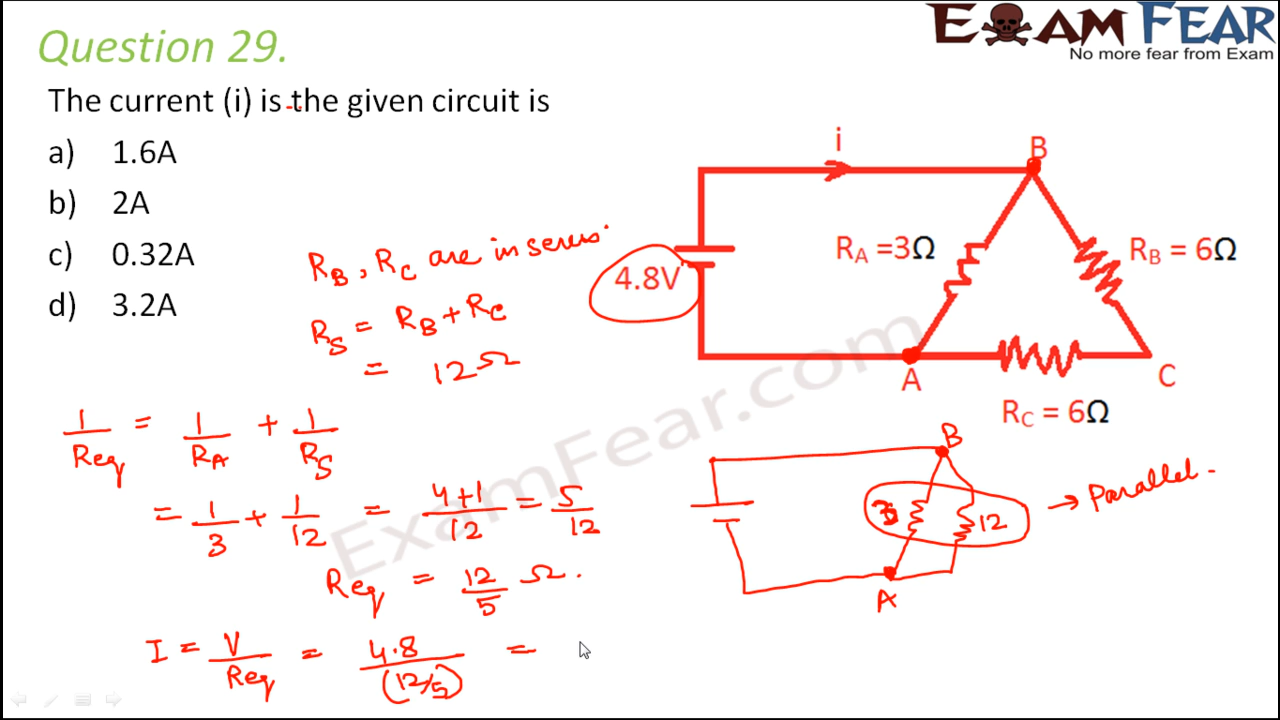 Question 29.
EXAM FEAR
No more fear from Exam
The current (i) is the given circuit is
a) 1.6A
b) 2A
c) 0.32A
d) 3.2A
i
B
RA =3Ω
RB = 6Ω
4.8V
A
C
RC = 6Ω
RB, RC are in series.
RS = RB + RC
= 12Ω
1/Req = 1/RA + 1/RS
= 1/3 + 1/12 = 4+1/12 = 5/12
Req = 12/5 Ω.
I = V/Req = 4.8/(12/5) =
B
3
12
→ Parallel -
A
ExamFear.com